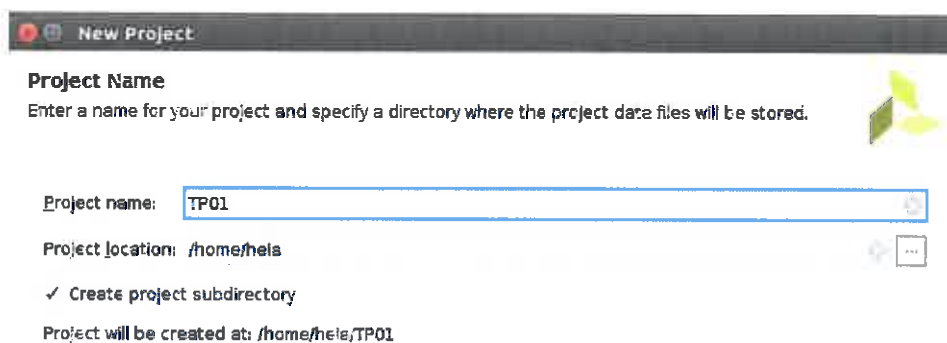 New Project
Project Name
Enter a name for your project and specify a directory where the project data files will be stored.
Project name: TP01
Project location: /home/hela ...
✓ Create project subdirectory
Project will be created at: /home/hela/TP01